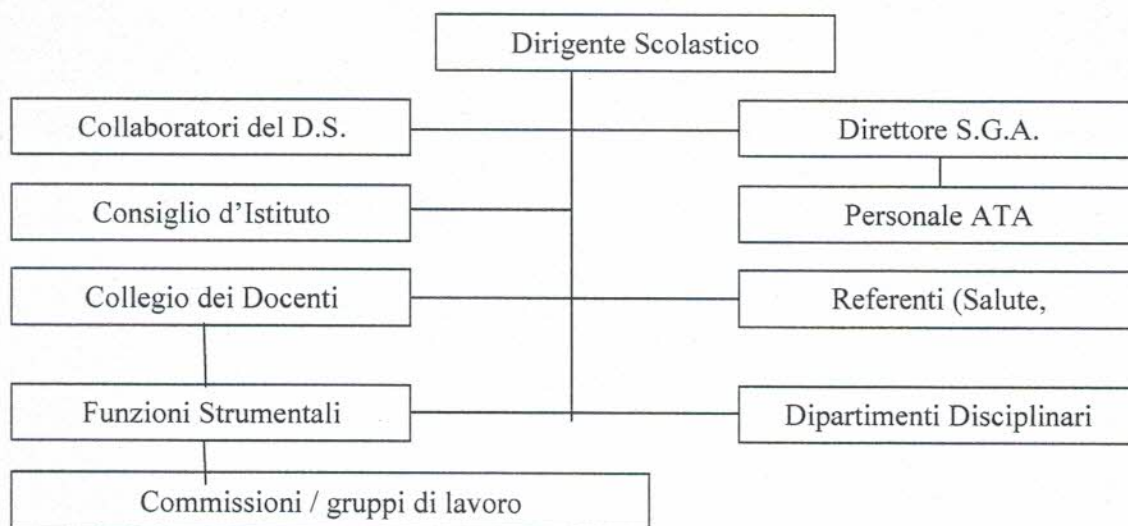 Dirigente Scolastico
Collaboratori del D.S.
Direttore S.G.A.
Consiglio d'Istituto
Personale ATA
Collegio dei Docenti
Referenti (Salute,
Funzioni Strumentali
Dipartimenti Disciplinari
Commissioni / gruppi di lavoro